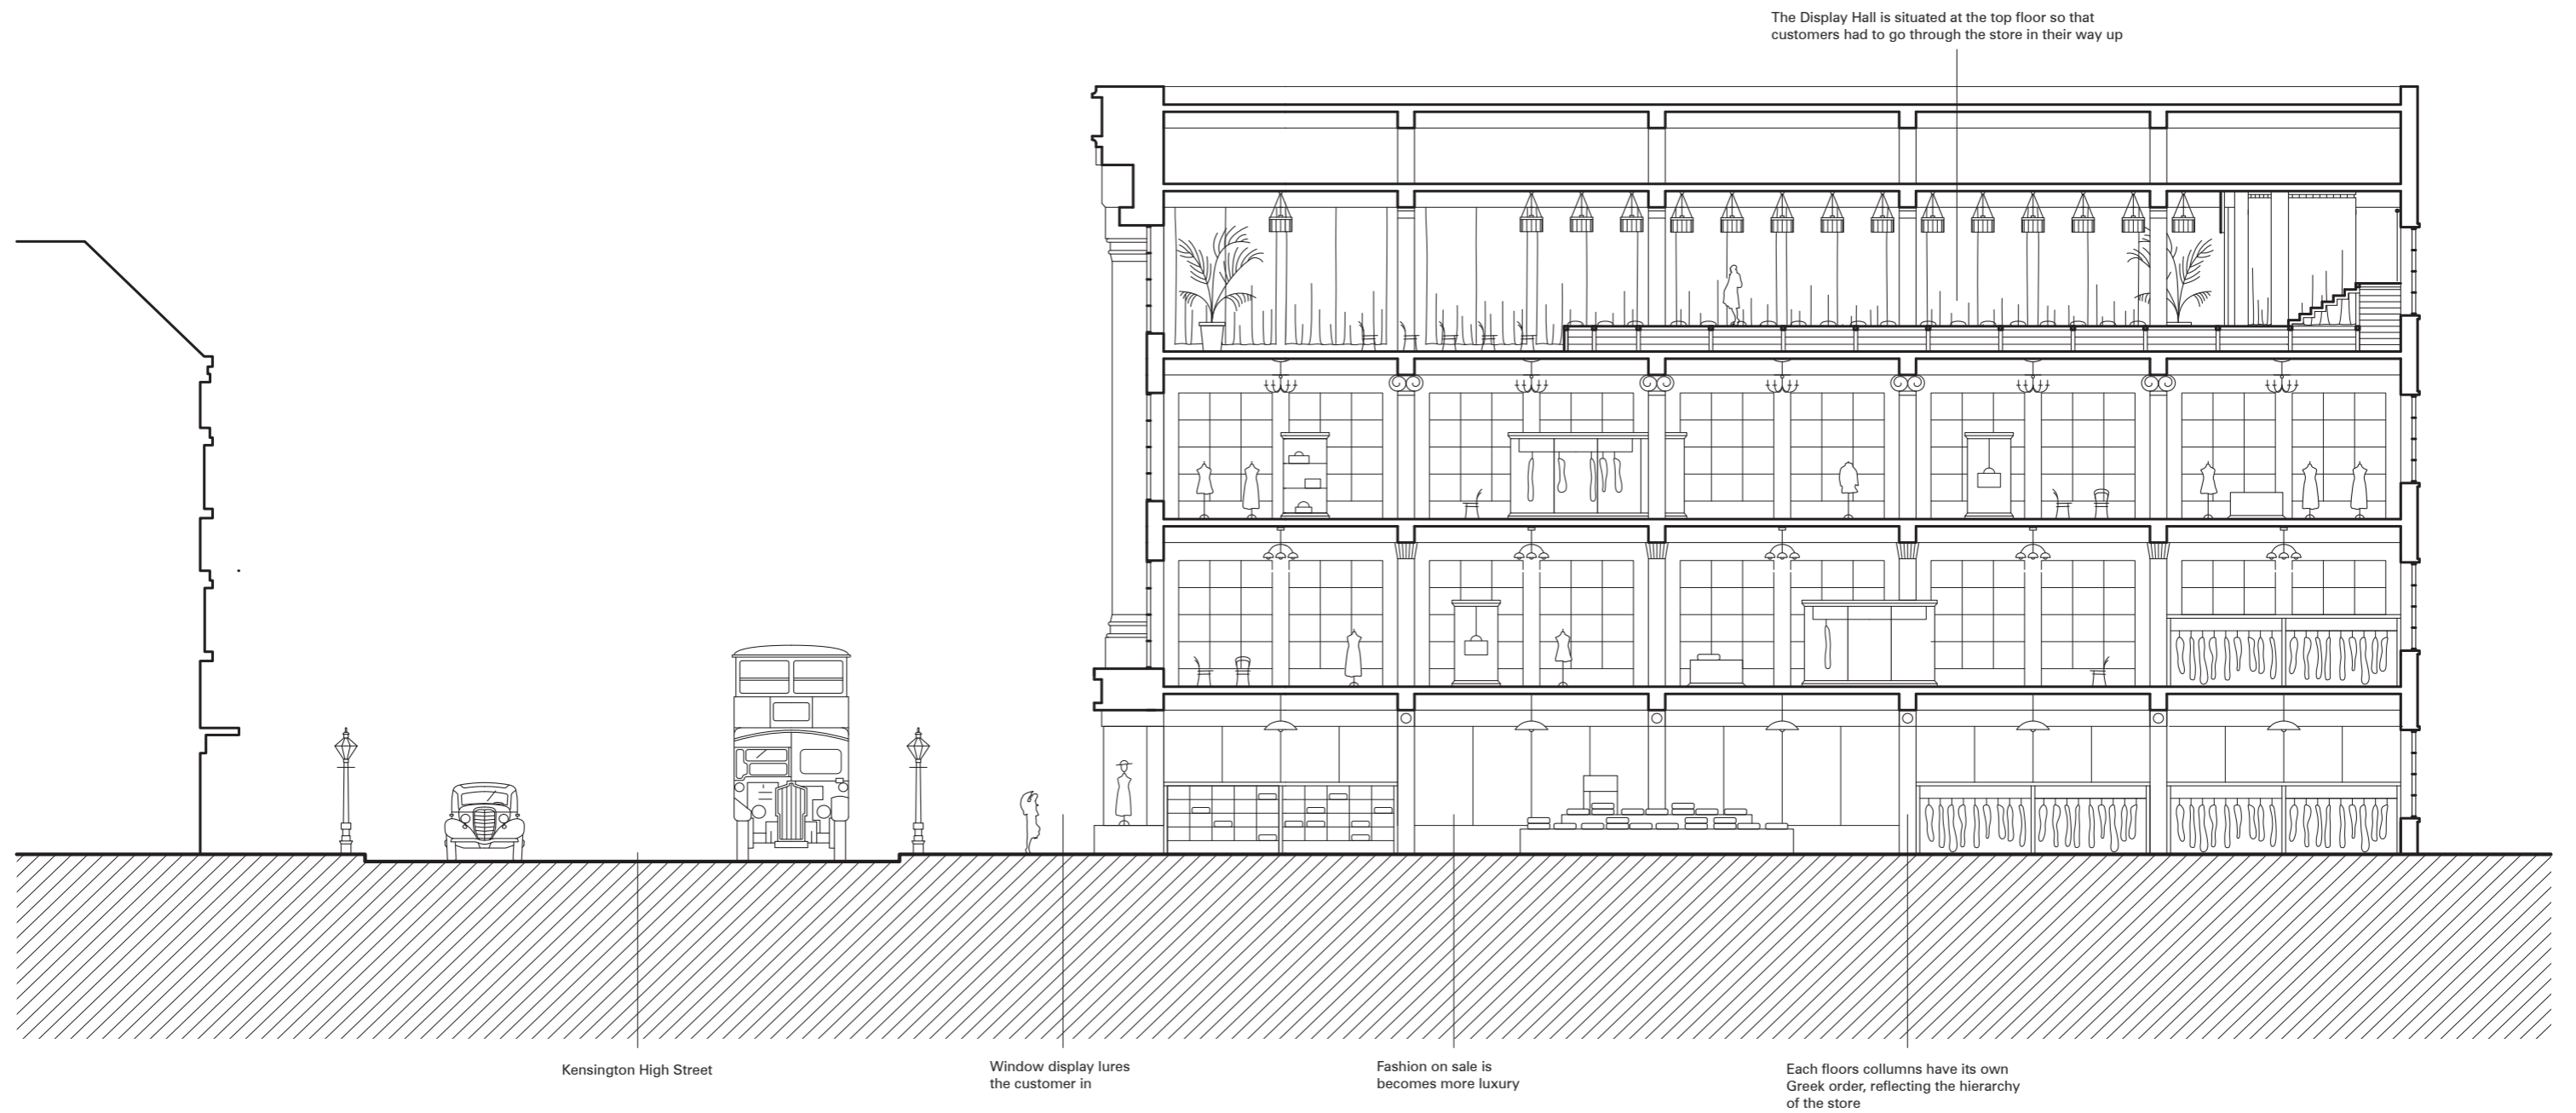 The Display Hall is situated at the top floor so that
customers had to go through the store in their way up
Kensington High Street
Window display lures
the customer in
Fashion on sale is
becomes more luxury
Each floors collumns have its own
Greek order, reflecting the hierarchy
of the store